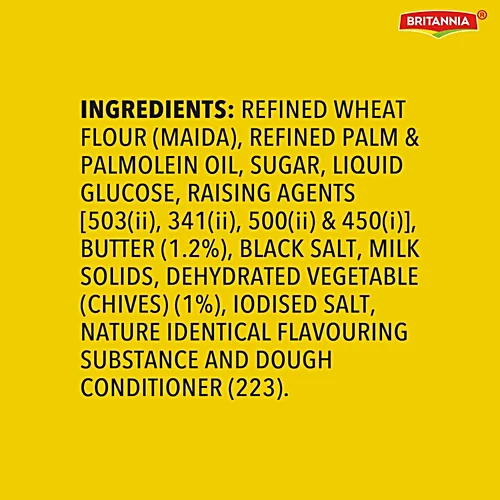 BRITANNIA®
INGREDIENTS: REFINED WHEAT
FLOUR (MAIDA), REFINED PALM &
PALMOLEIN OIL, SUGAR, LIQUID
GLUCOSE, RAISING AGENTS
[503(ii), 341(ii), 500(ii) & 450(i)],
BUTTER (1.2%), BLACK SALT, MILK
SOLIDS, DEHYDRATED VEGETABLE
(CHIVES) (1%), IODISED SALT,
NATURE IDENTICAL FLAVOURING
SUBSTANCE AND DOUGH
CONDITIONER (223).